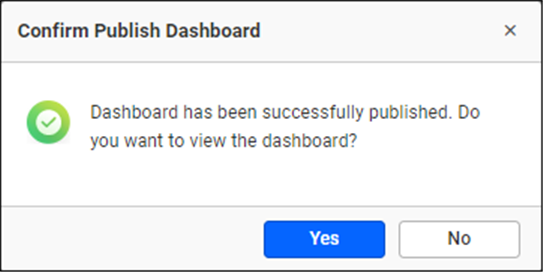 Confirm Publish Dashboard
Dashboard has been successfully published. Do
you want to view the dashboard?
Yes
No